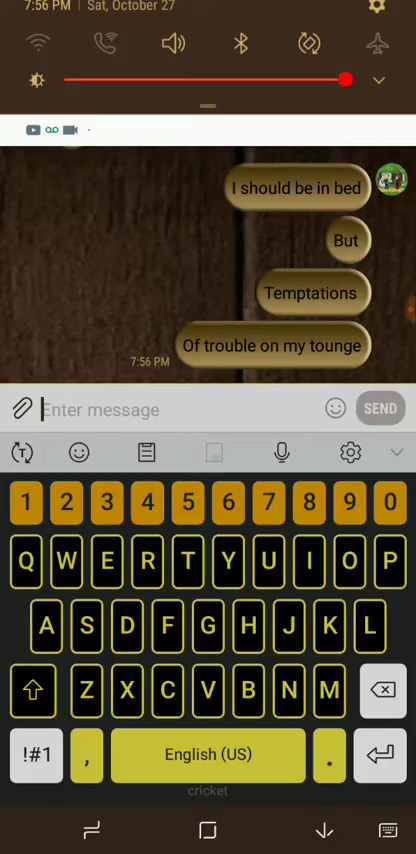 7:56 PM | Sat, October 27
I should be in bed
But
Temptations
Of trouble on my tounge
7:56 PM
Enter message
SEND
1 2 3 4 5 6 7 8 9 0
Q W E R T Y U I O P
A S D F G H J K L
Z X C V B N M
!#1 , English (US) .
cricket